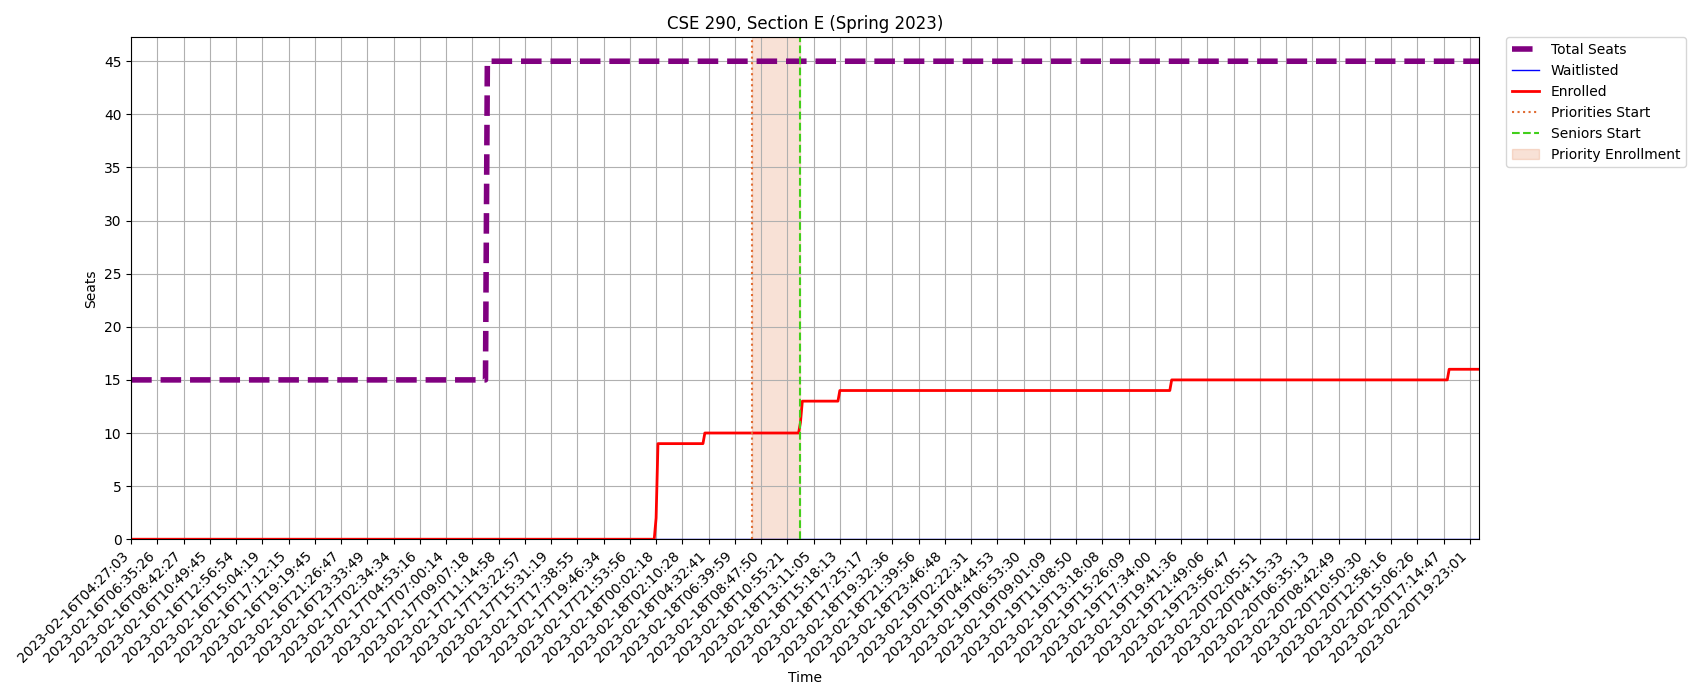 CSE 290, Section E (Spring 2023)
Total Seats
Waitlisted
Enrolled
Priorities Start
Seniors Start
Priority Enrollment
Seats
45
40
35
30
25
20
15
10
5
0
2023-02-16T04:27:03
2023-02-16T06:35:26
2023-02-16T08:42:27
2023-02-16T10:49:45
2023-02-16T12:56:54
2023-02-16T15:04:19
2023-02-16T17:12:15
2023-02-16T19:19:45
2023-02-16T21:26:47
2023-02-16T23:33:49
2023-02-17T02:34:34
2023-02-17T04:53:16
2023-02-17T07:00:14
2023-02-17T09:07:18
2023-02-17T11:14:58
2023-02-17T13:22:57
2023-02-17T15:31:19
2023-02-17T17:38:55
2023-02-17T19:46:34
2023-02-17T21:53:56
2023-02-18T00:02:18
2023-02-18T02:10:28
2023-02-18T04:32:41
2023-02-18T06:39:59
2023-02-18T08:47:50
2023-02-18T10:55:21
2023-02-18T13:11:05
2023-02-18T15:18:13
2023-02-18T17:25:17
2023-02-18T19:32:36
2023-02-18T21:39:56
2023-02-18T23:46:48
2023-02-19T02:22:31
2023-02-19T04:44:53
2023-02-19T06:53:30
2023-02-19T09:01:09
2023-02-19T11:08:50
2023-02-19T13:18:08
2023-02-19T15:26:09
2023-02-19T17:34:00
2023-02-19T19:41:36
2023-02-19T21:49:06
2023-02-19T23:56:47
2023-02-20T02:05:51
2023-02-20T04:15:33
2023-02-20T06:35:13
2023-02-20T08:42:49
2023-02-20T10:50:30
2023-02-20T12:58:16
2023-02-20T15:06:26
2023-02-20T17:14:47
2023-02-20T19:23:01
Time